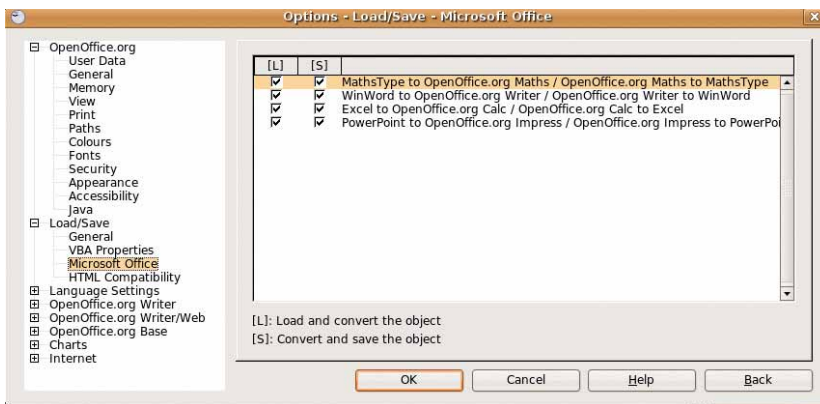 Options - Load/Save - Microsoft Office
OpenOffice.org
User Data
General
Memory
View
Print
Paths
Colours
Fonts
Security
Appearance
Accessibility
Java
Load/Save
General
VBA Properties
Microsoft Office
HTML Compatibility
Language Settings
OpenOffice.org Writer
OpenOffice.org Writer/Web
OpenOffice.org Base
Charts
Internet
[L] [S]
MathsType to OpenOffice.org Maths / OpenOffice.org Maths to MathsType
WinWord to OpenOffice.org Writer / OpenOffice.org Writer to WinWord
Excel to OpenOffice.org Calc / OpenOffice.org Calc to Excel
PowerPoint to OpenOffice.org Impress / OpenOffice.org Impress to PowerPoi
[L]: Load and convert the object
[S]: Convert and save the object
OK Cancel Help Back